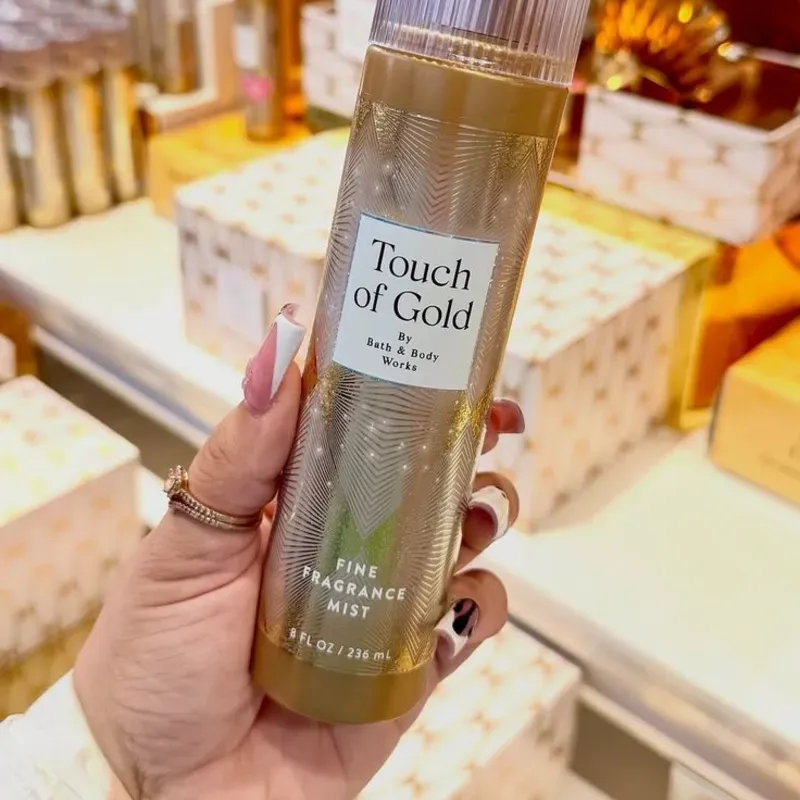 Touch
of Gold
By
Bath & Body
Works
FINE
FRAGRANCE
MIST
8 FL OZ / 236 mL